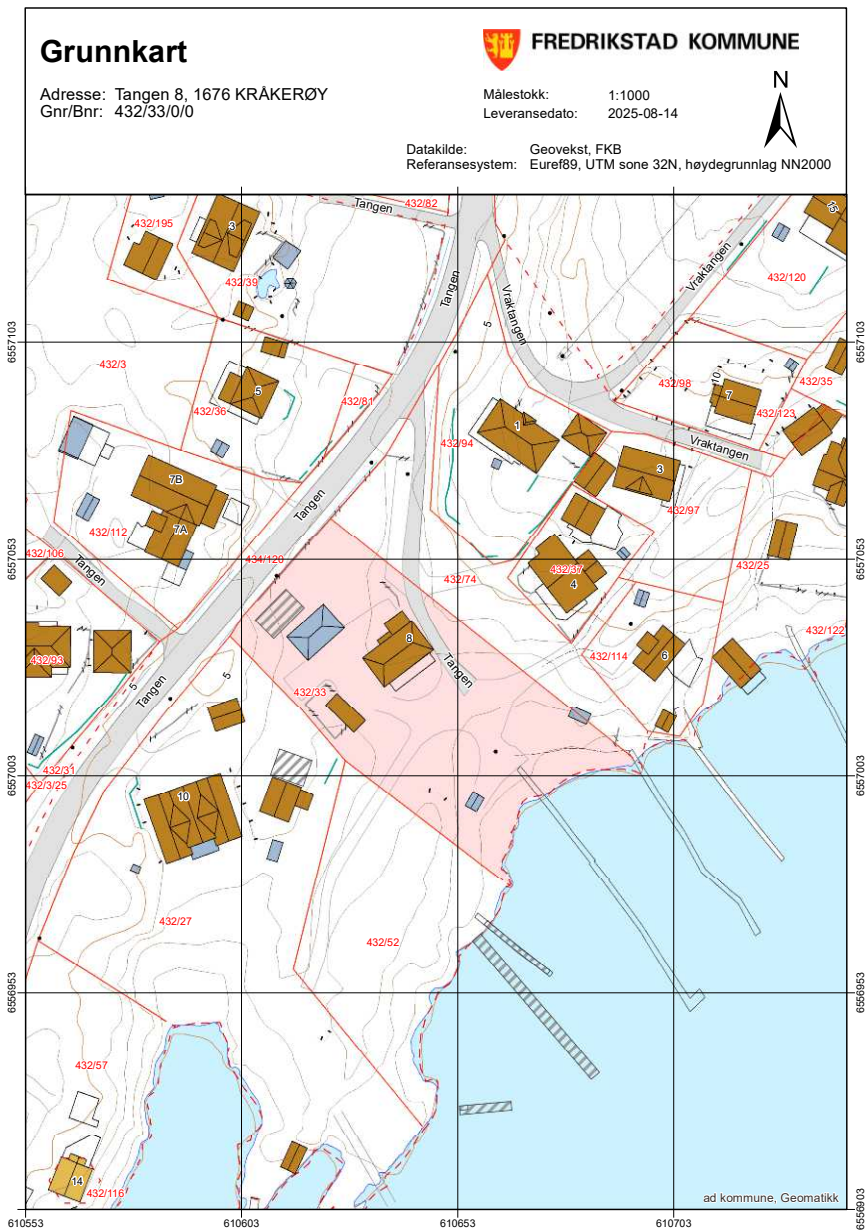 Grunnkart
FREDRIKSTAD KOMMUNE
Adresse: Tangen 8, 1676 KRÅKERØY
Gnr/Bnr: 432/33/0/0
Målestokk: 1:1000
Leveransedato: 2025-08-14
N
Datakilde: Geovekst, FKB
Referansesystem: Euref89, UTM sone 32N, høydegrunnlag NN2000
432/195
3
Tangen
432/82
15
432/39
Tangen
Vraktangen
Vraktangen
432/120
5
6557103
6557103
432/3
5
432/36
432/81
432/98
10
7
432/35
432/123
1
432/94
Vraktangen
3
7B
7A
432/112
Tangen
432/97
432/106
Tangen
434/120
6557053
6557053
432/74
432/37
4
432/25
432/93
8
432/114
6
432/122
Tangen
5
5
Tangen
432/33
432/31
432/3/25
6557003
6557003
10
432/27
432/52
6556953
6556953
432/57
14
432/116
ad kommune, Geomatikk
6556903
610553
610603
610653
610703